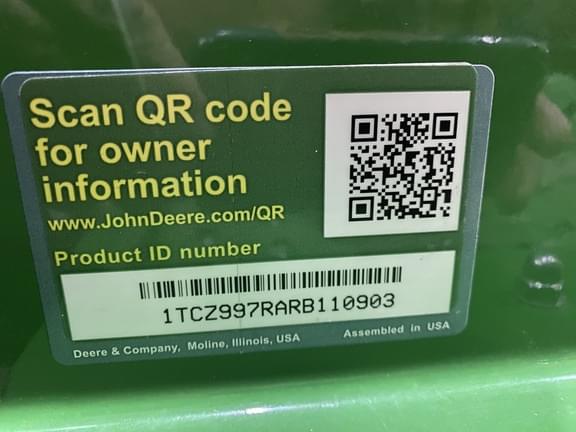 Scan QR code
for owner
information
www.JohnDeere.com/QR
Product ID number
1TCZ997RARB110903
Deere & Company, Moline, Illinois, USA Assembled in USA